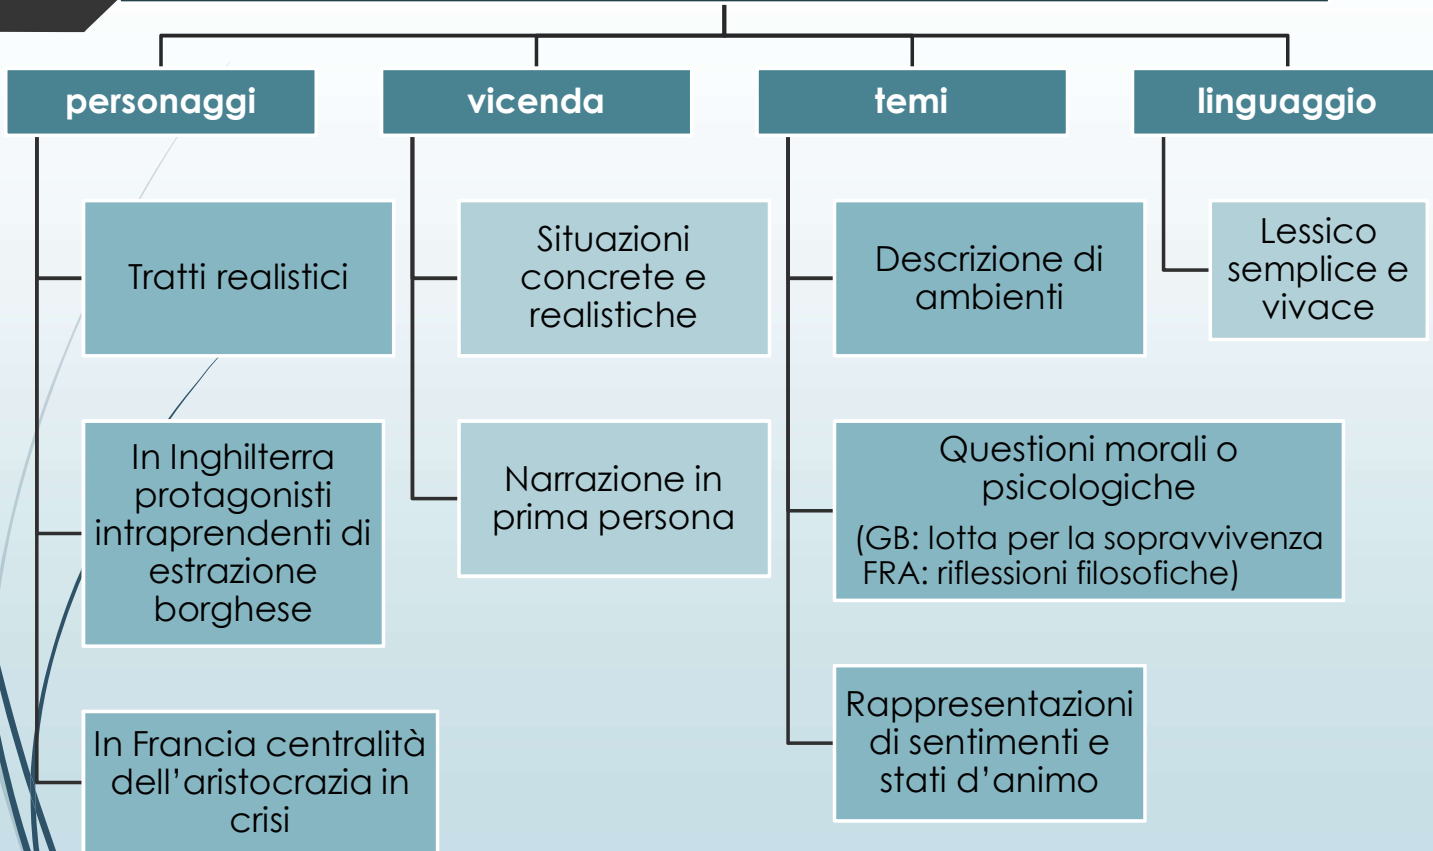 personaggi
Tratti realistici
In Inghilterra
protagonisti
intraprendenti di
estrazione
borghese
In Francia centralità
dell’aristocrazia in
crisi
vicenda
Situazioni
concrete e
realistiche
Narrazione in
prima persona
temi
Descrizione di
ambienti
Questioni morali o
psicologiche
(GB: lotta per la sopravvivenza
FRA: riflessioni filosofiche)
Rappresentazioni
di sentimenti e
stati d’animo
linguaggio
Lessico
semplice e
vivace